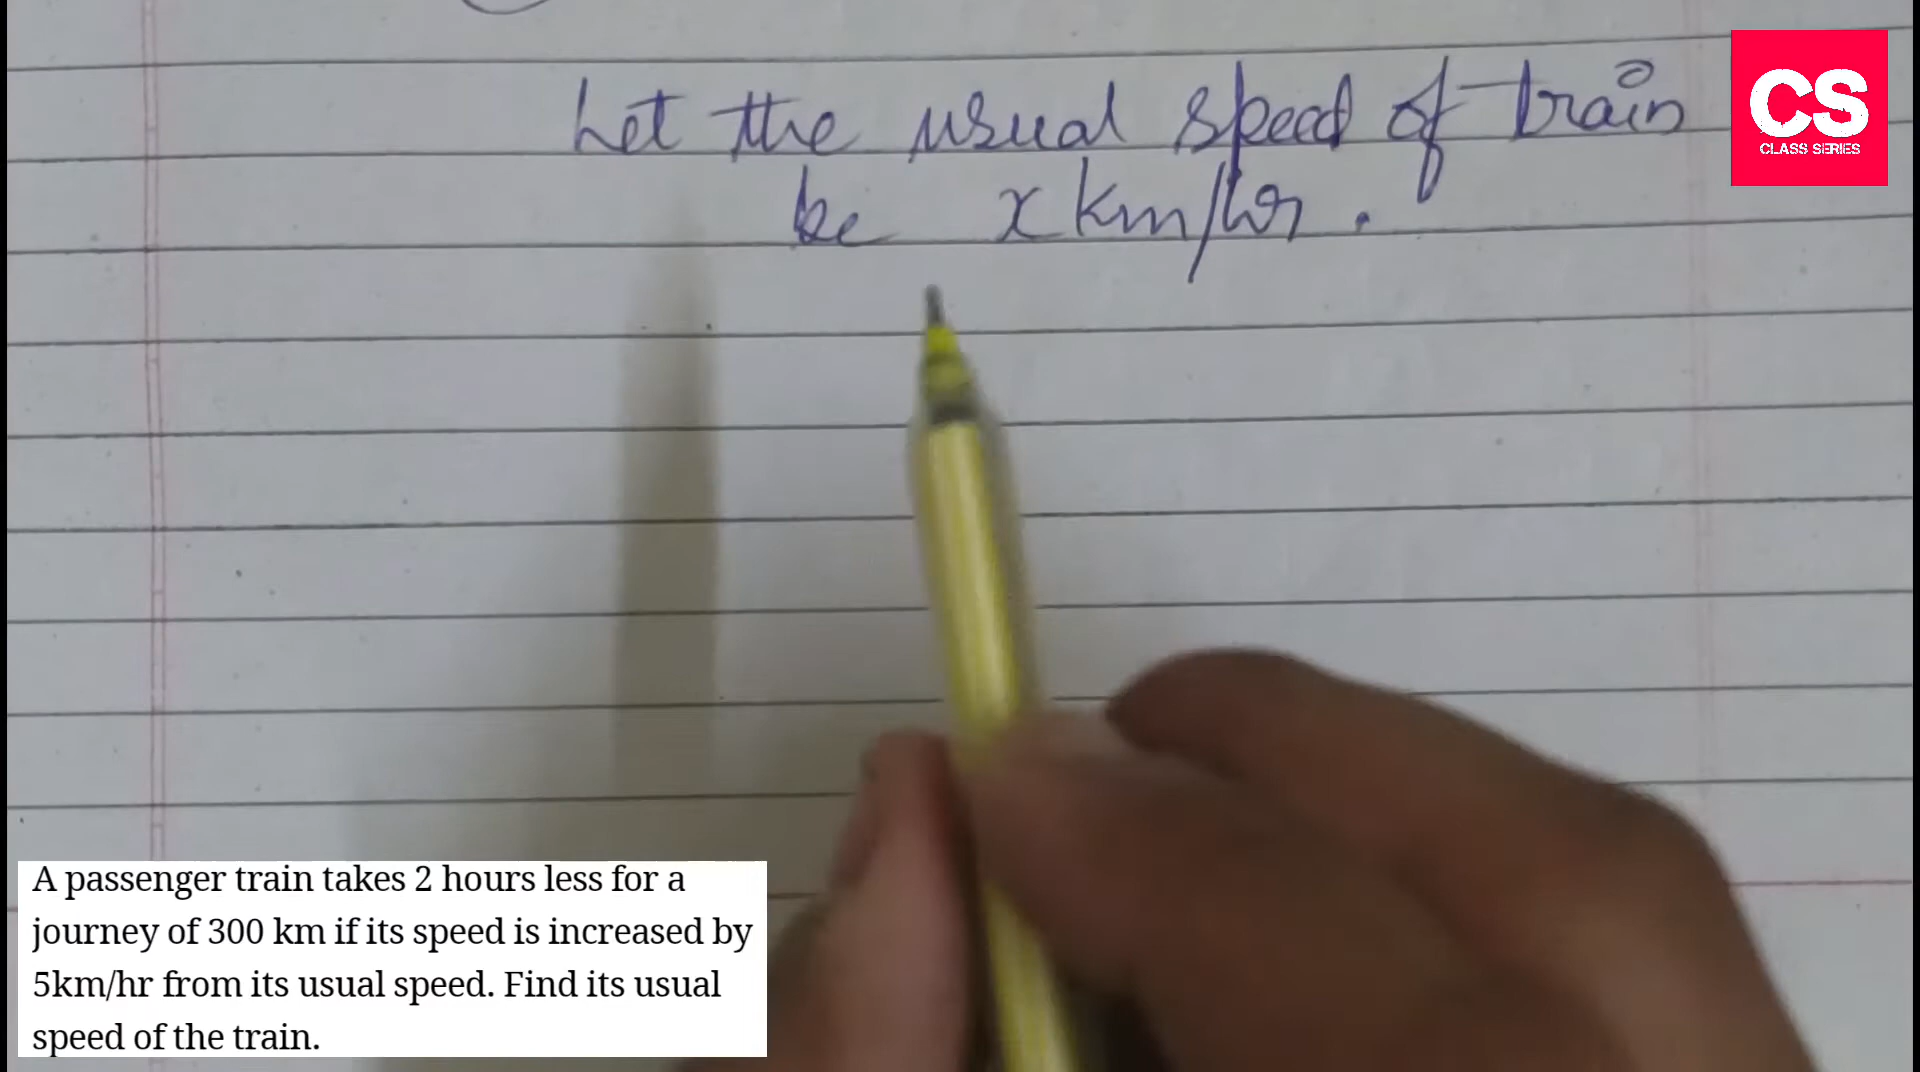 Let the usual speed of train
be x km/hr.
CS
CLASS SERIES
A passenger train takes 2 hours less for a
journey of 300 km if its speed is increased by
5km/hr from its usual speed. Find its usual
speed of the train.